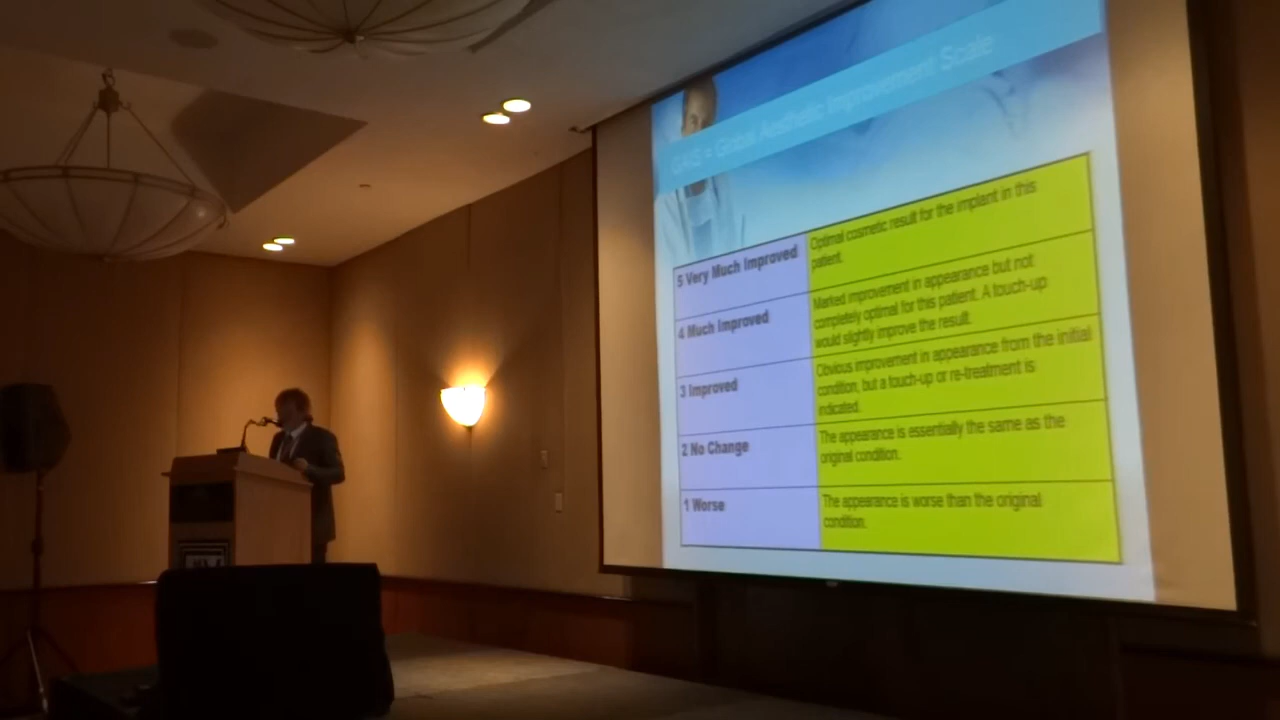 GAIS = Global Aesthetic Improvement Scale
5 Very Much Improved
Optimal cosmetic result for the implant in this
patient.
4 Much Improved
Marked improvement in appearance but not
completely optimal for this patient. A touch-up
would slightly improve the result.
3 Improved
Obvious improvement in appearance from the initial
condition, but a touch-up or re-treatment is
indicated.
2 No Change
The appearance is essentially the same as the
original condition.
1 Worse
The appearance is worse than the original
condition.